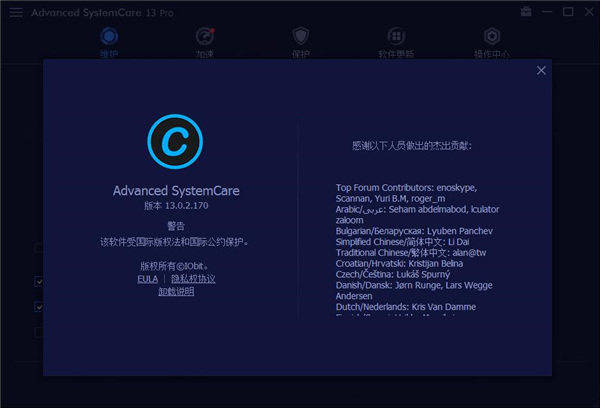 Advanced SystemCare 13 Pro
维护
加速
保护
软件更新
操作中心
C
Advanced SystemCare
版本 13.0.2.170
警告
该软件受国际版权法和国际公约保护。
版权所有©IObit。
EULA | 隐私权协议
卸载说明
感谢以下人员做出的杰出贡献:
Top Forum Contributors: enoskype,
Scannan, Yuri B.M, roger_m
Arabic/عربى: Seham abdelmabod, lculator
zaloom
Bulgarian/Беларуская: Lyuben Panchev
Simplified Chinese/简体中文: Li Dai
Traditional Chinese/繁体中文: alan@tw
Croatian/Hrvatski: Kristijan Belina
Czech/Čeština: Lukáš Spurný
Danish/Dansk: Jørn Runge, Lars Wegge
Andersen
Dutch/Nederlands: Kris Van Damme